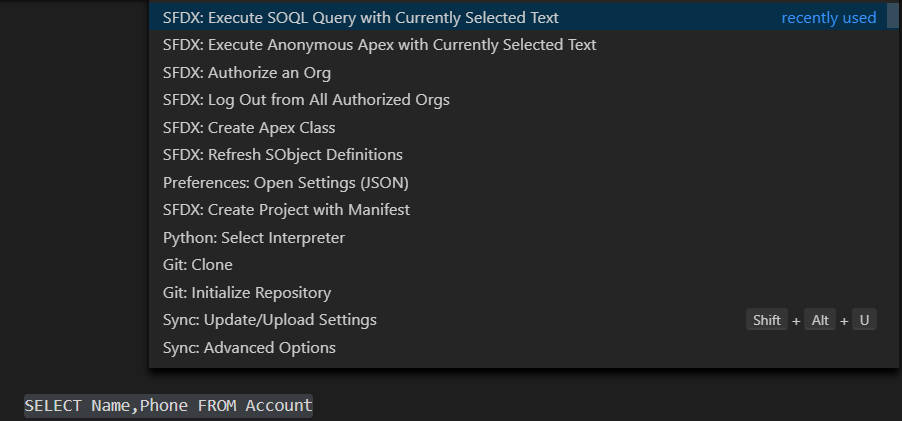 SFDX: Execute SOQL Query with Currently Selected Text recently used
SFDX: Execute Anonymous Apex with Currently Selected Text
SFDX: Authorize an Org
SFDX: Log Out from All Authorized Orgs
SFDX: Create Apex Class
SFDX: Refresh SObject Definitions
Preferences: Open Settings (JSON)
SFDX: Create Project with Manifest
Python: Select Interpreter
Git: Clone
Git: Initialize Repository
Sync: Update/Upload Settings Shift + Alt + U
Sync: Advanced Options
SELECT Name,Phone FROM Account